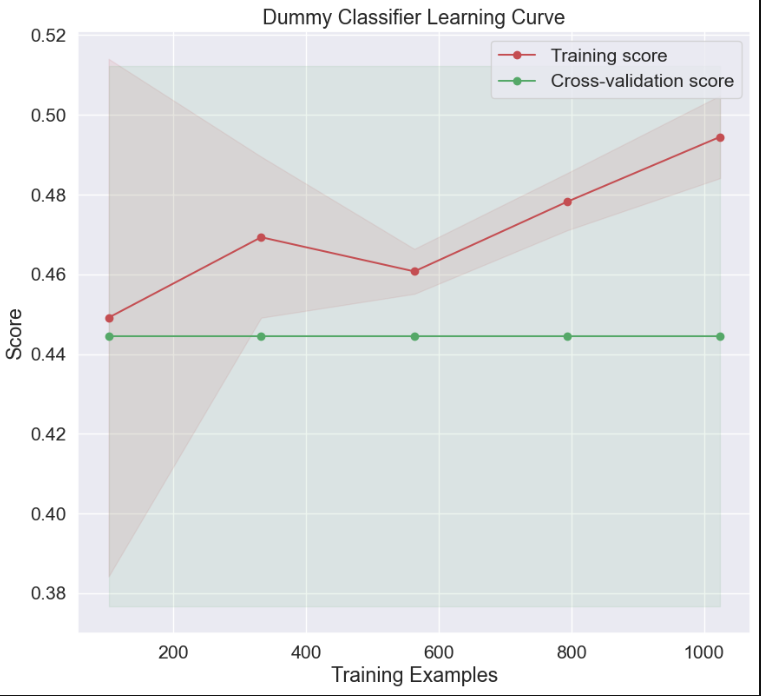 Dummy Classifier Learning Curve
0.52
0.50
0.48
0.46
0.44
0.42
0.40
0.38
Score
Training score
Cross-validation score
200 400 600 800 1000
Training Examples